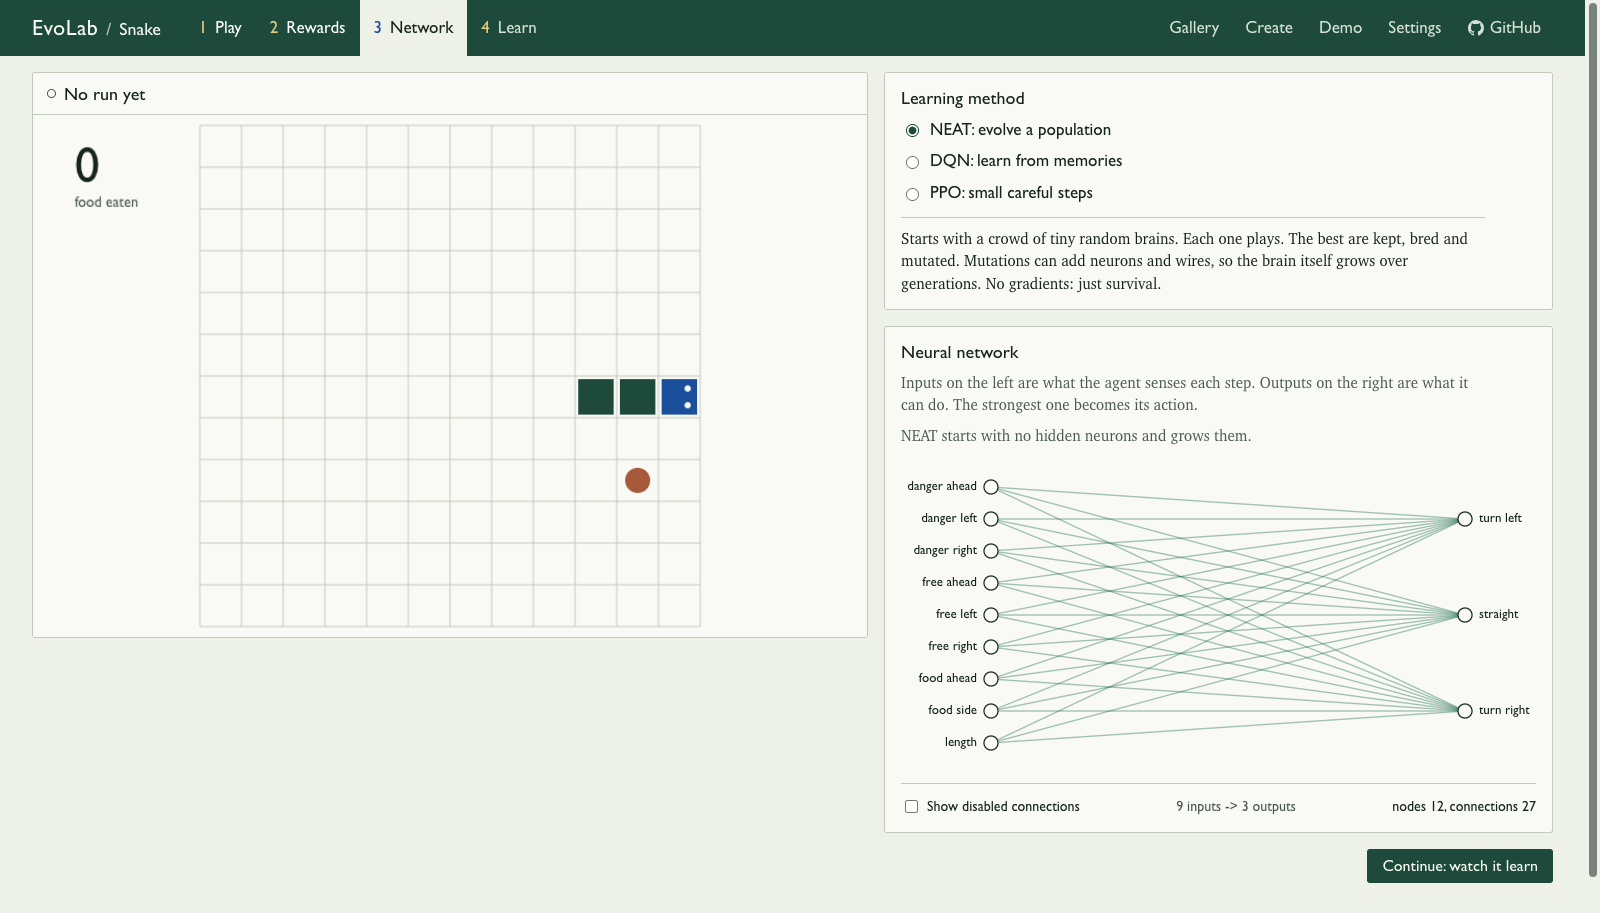 EvoLab / Snake
1 Play
2 Rewards
3 Network
4 Learn
Gallery
Create
Demo
Settings
GitHub
No run yet
0
food eaten
Learning method
NEAT: evolve a population
DQN: learn from memories
PPO: small careful steps
Starts with a crowd of tiny random brains. Each one plays. The best are kept, bred and
mutated. Mutations can add neurons and wires, so the brain itself grows over
generations. No gradients: just survival.
Neural network
Inputs on the left are what the agent senses each step. Outputs on the right are what it
can do. The strongest one becomes its action.
NEAT starts with no hidden neurons and grows them.
danger ahead
danger left
danger right
free ahead
free left
free right
food ahead
food side
length
turn left
straight
turn right
Show disabled connections
9 inputs -> 3 outputs
nodes 12, connections 27
Continue: watch it learn